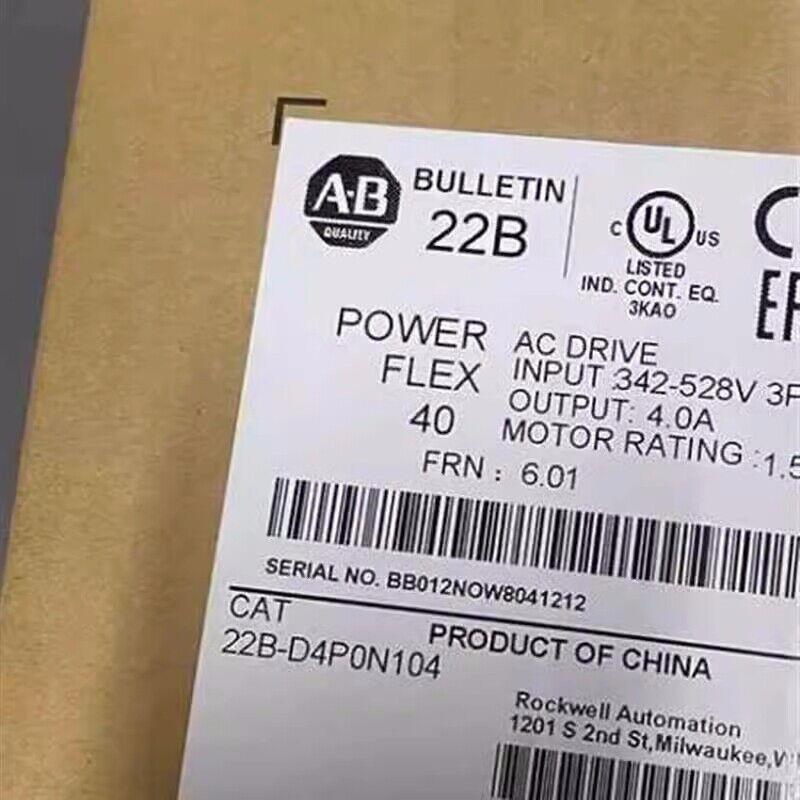 A·B
QUALITY
BULLETIN
22B
C UL US
LISTED
IND. CONT. EQ.
3KAO
POWER
FLEX
40
AC DRIVE
INPUT :342-528V
OUTPUT: 4.0A
MOTOR RATING :1.5
FRN : 6.01
SERIAL NO. BB012NOW8041212
CAT
22B-D4P0N104
PRODUCT OF CHINA
Rockwell Automation
1201 S 2nd St,Milwaukee,